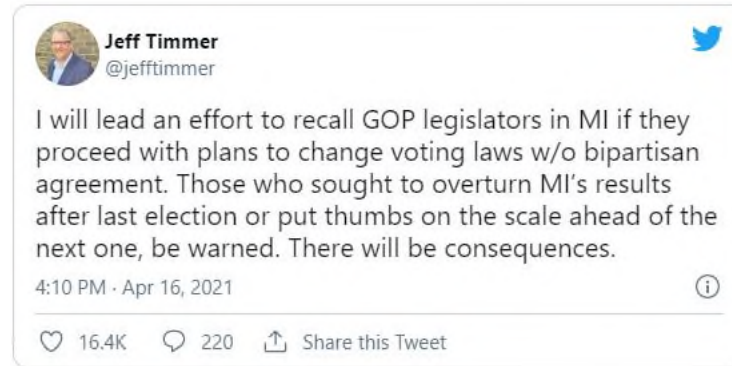 Jeff Timmer
@jefftimmer
I will lead an effort to recall GOP legislators in MI if they
proceed with plans to change voting laws w/o bipartisan
agreement. Those who sought to overturn MI's results
after last election or put thumbs on the scale ahead of the
next one, be warned. There will be consequences.
4:10 PM · Apr 16, 2021
16.4K 220 Share this Tweet